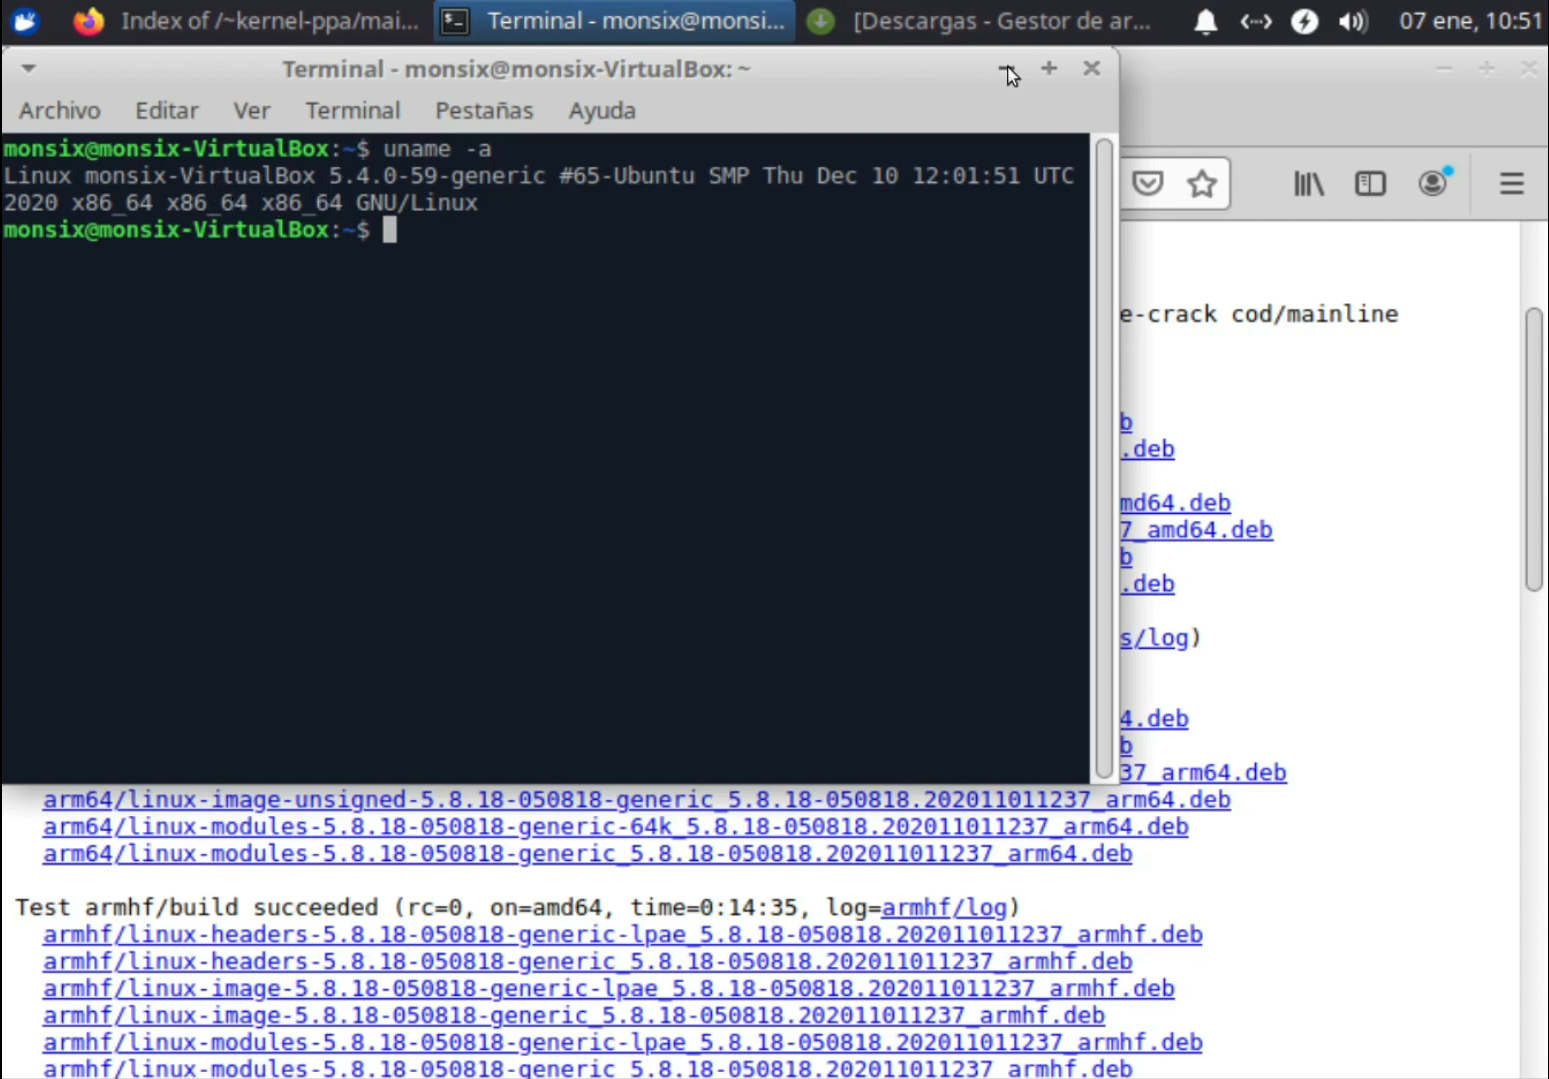 Index of /~kernel-ppa/mai...
Terminal - monsix@monsi...
[Descargas - Gestor de ar...
07 ene, 10:51
Terminal - monsix@monsix-VirtualBox: ~
Archivo Editar Ver Terminal Pestañas Ayuda
monsix@monsix-VirtualBox:~$ uname -a
Linux monsix-VirtualBox 5.4.0-59-generic #65-Ubuntu SMP Thu Dec 10 12:01:51 UTC
2020 x86_64 x86_64 x86_64 GNU/Linux
monsix@monsix-VirtualBox:~$
e-crack cod/mainline
b
.deb
md64.deb
7_amd64.deb
b
.deb
s/log)
4.deb
b
37_arm64.deb
arm64/linux-image-unsigned-5.8.18-050818-generic_5.8.18-050818.202011011237_arm64.deb
arm64/linux-modules-5.8.18-050818-generic-64k_5.8.18-050818.202011011237_arm64.deb
arm64/linux-modules-5.8.18-050818-generic_5.8.18-050818.202011011237_arm64.deb
Test armhf/build succeeded (rc=0, on=amd64, time=0:14:35, log=armhf/log)
armhf/linux-headers-5.8.18-050818-generic-lpae_5.8.18-050818.202011011237_armhf.deb
armhf/linux-headers-5.8.18-050818-generic_5.8.18-050818.202011011237_armhf.deb
armhf/linux-image-5.8.18-050818-generic-lpae_5.8.18-050818.202011011237_armhf.deb
armhf/linux-image-5.8.18-050818-generic_5.8.18-050818.202011011237_armhf.deb
armhf/linux-modules-5.8.18-050818-generic-lpae_5.8.18-050818.202011011237_armhf.deb
armhf/linux-modules-5.8.18-050818-generic_5.8.18-050818.202011011237_armhf.deb